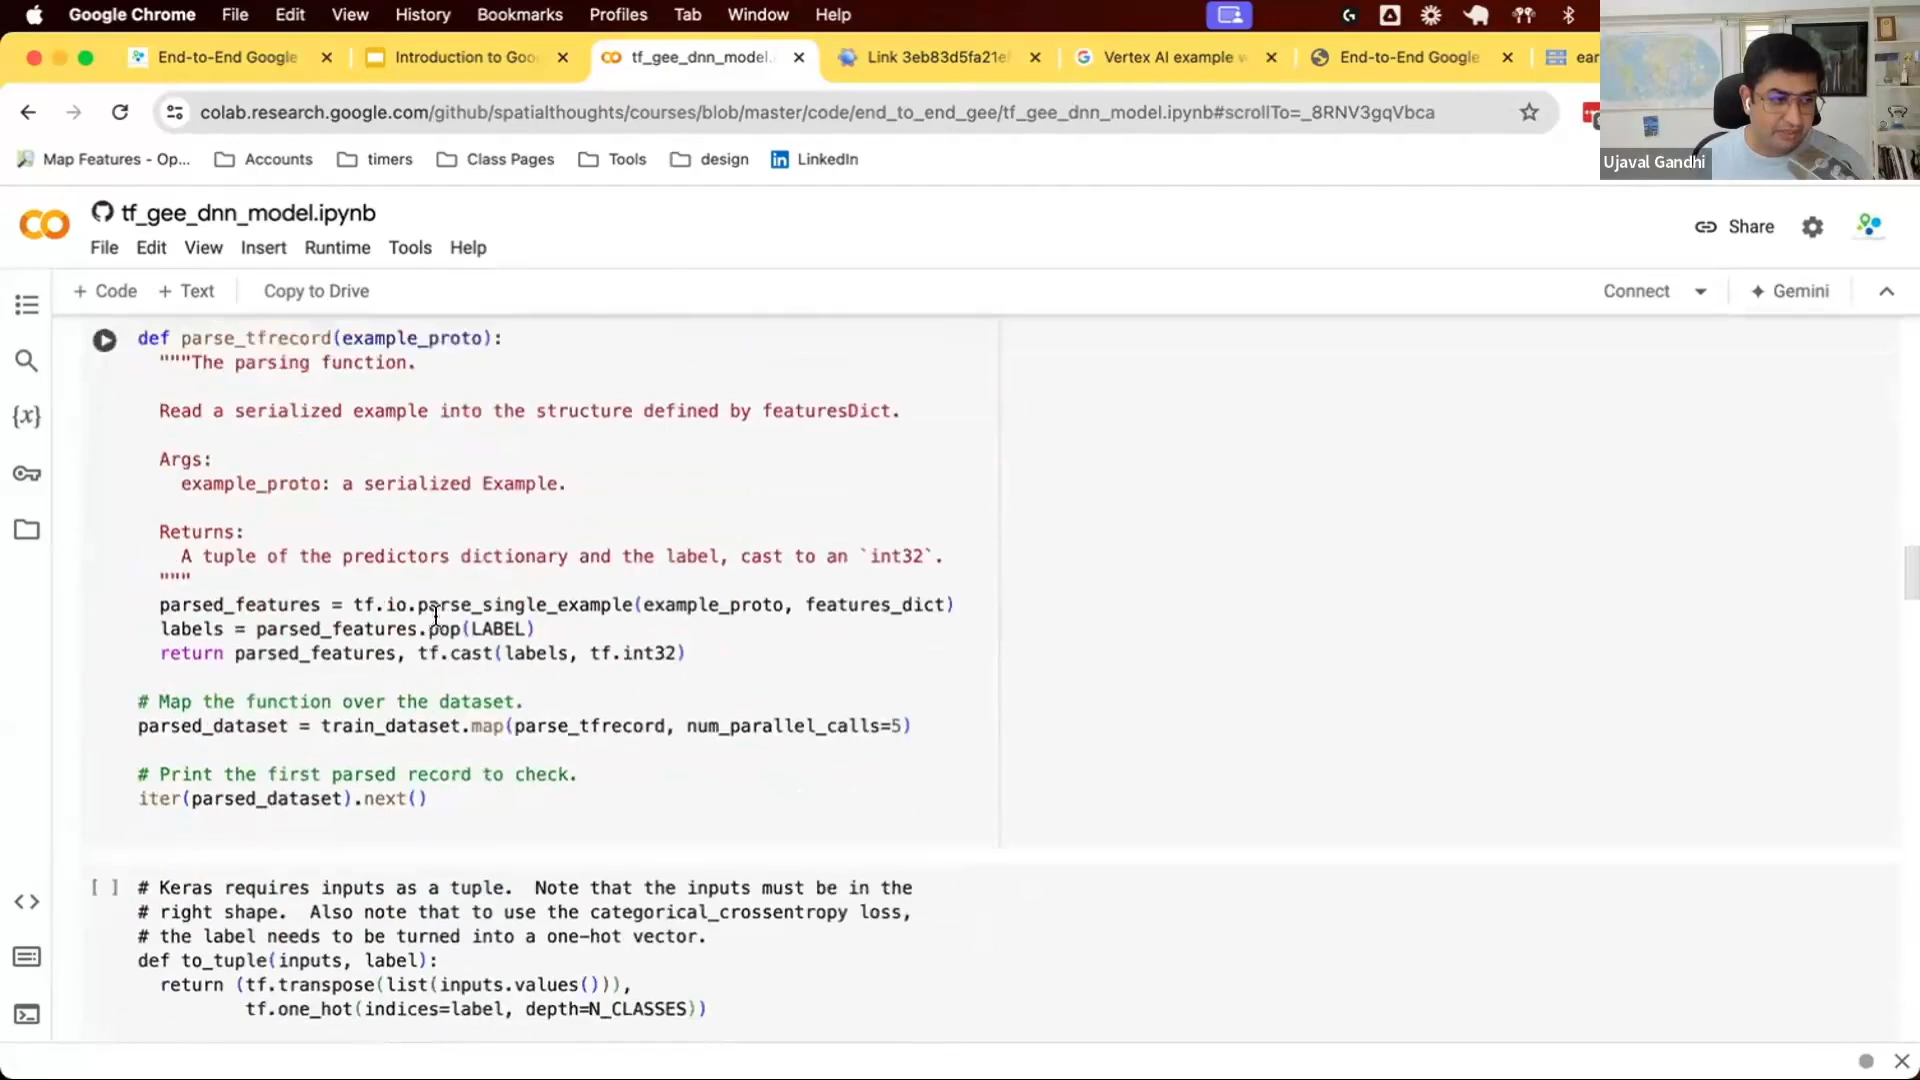 Google Chrome File Edit View History Bookmarks Profiles Tab Window Help
End-to-End Google Introduction to Goo tf_gee_dnn_model. Link 3eb83d5fa21e Vertex AI example End-to-End Google ear
colab.research.google.com/github/spatialthoughts/courses/blob/master/code/end_to_end_gee/tf_gee_dnn_model.ipynb#scrollTo=_8RNV3gqVbca
Ujaval Gandhi
Map Features - Op... Accounts timers Class Pages Tools design LinkedIn
tf_gee_dnn_model.ipynb
Share
File Edit View Insert Runtime Tools Help
+ Code + Text Copy to Drive Connect Gemini
def parse_tfrecord(example_proto):
"""The parsing function.
Read a serialized example into the structure defined by featuresDict.
Args:
example_proto: a serialized Example.
Returns:
A tuple of the predictors dictionary and the label, cast to an `int32`.
"""
parsed_features = tf.io.parse_single_example(example_proto, features_dict)
labels = parsed_features.pop(LABEL)
return parsed_features, tf.cast(labels, tf.int32)
# Map the function over the dataset.
parsed_dataset = train_dataset.map(parse_tfrecord, num_parallel_calls=5)
# Print the first parsed record to check.
iter(parsed_dataset).next()
[ ] # Keras requires inputs as a tuple. Note that the inputs must be in the
# right shape. Also note that to use the categorical_crossentropy loss,
# the label needs to be turned into a one-hot vector.
def to_tuple(inputs, label):
return (tf.transpose(list(inputs.values())),
tf.one_hot(indices=label, depth=N_CLASSES))